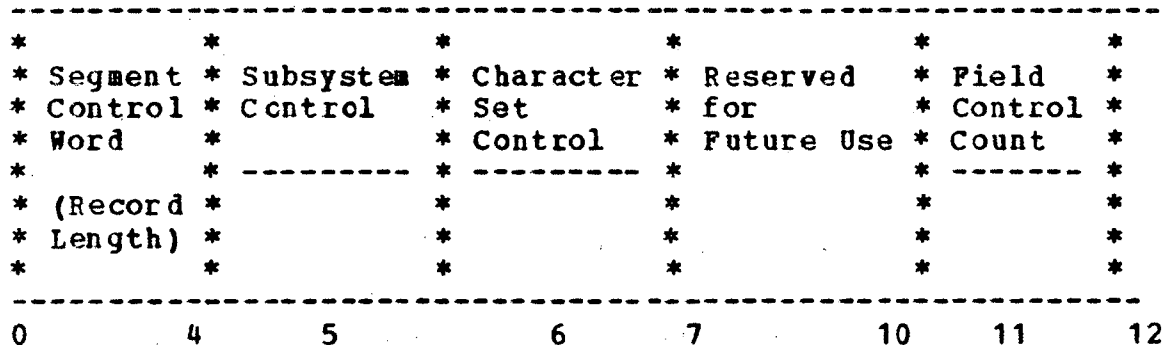 ------------------------------------------------------------
* * * * * *
* Segment * Subsystem * Character * Reserved * Field *
* Control * Control * Set * for * Control *
* Word * * Control * Future Use * Count *
* * --------- * --------- * * ------- *
* (Record * * * * *
* Length) * * * * *
* * * * * *
------------------------------------------------------------
0 4 5 6 7 10 11 12